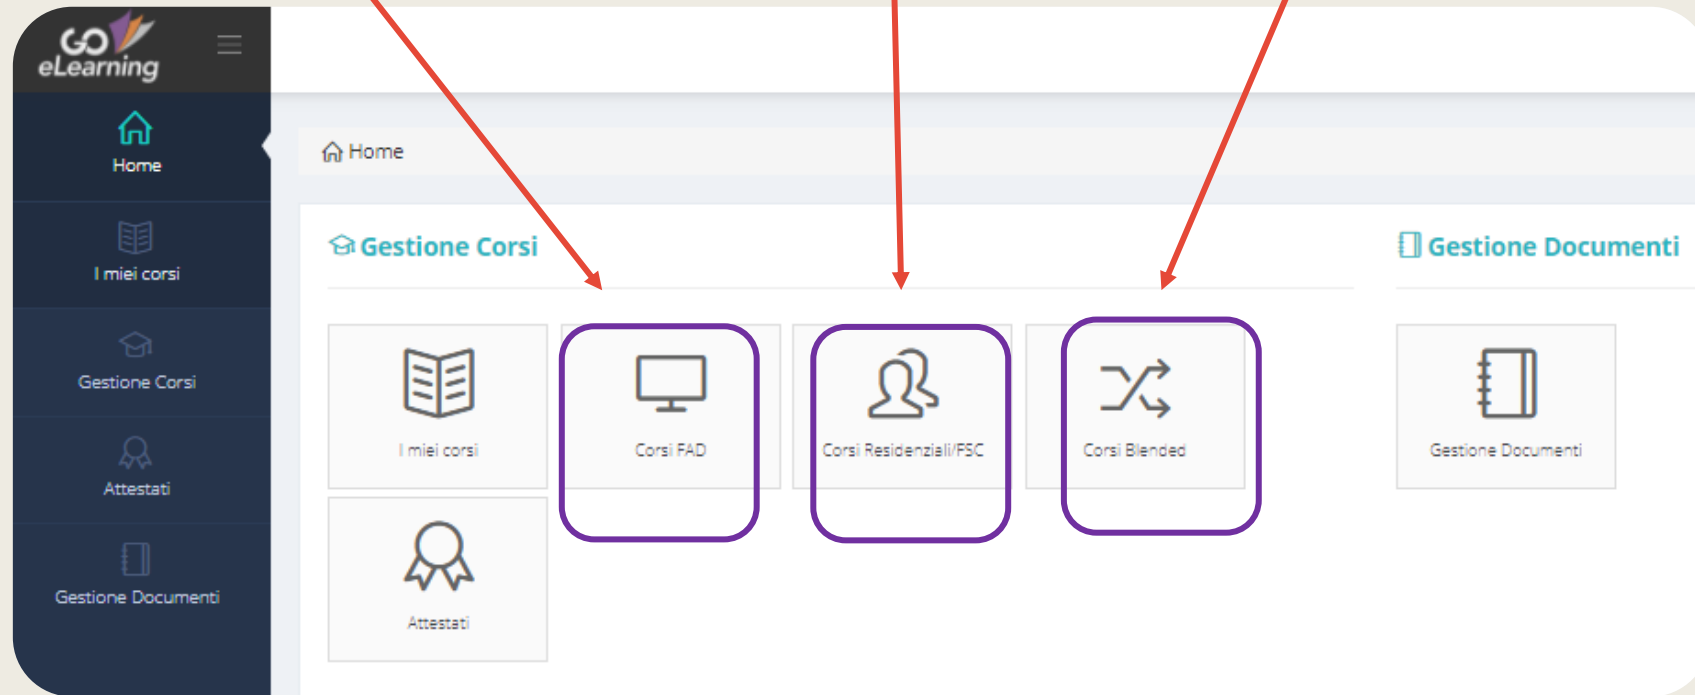 GO
eLearning
Home
I miei corsi
Gestione Corsi
Attestati
Gestione Documenti
Home
Gestione Corsi
I miei corsi
Corsi FAD
Corsi Residenziali/FSC
Corsi Blended
Attestati
Gestione Documenti
Gestione Documenti